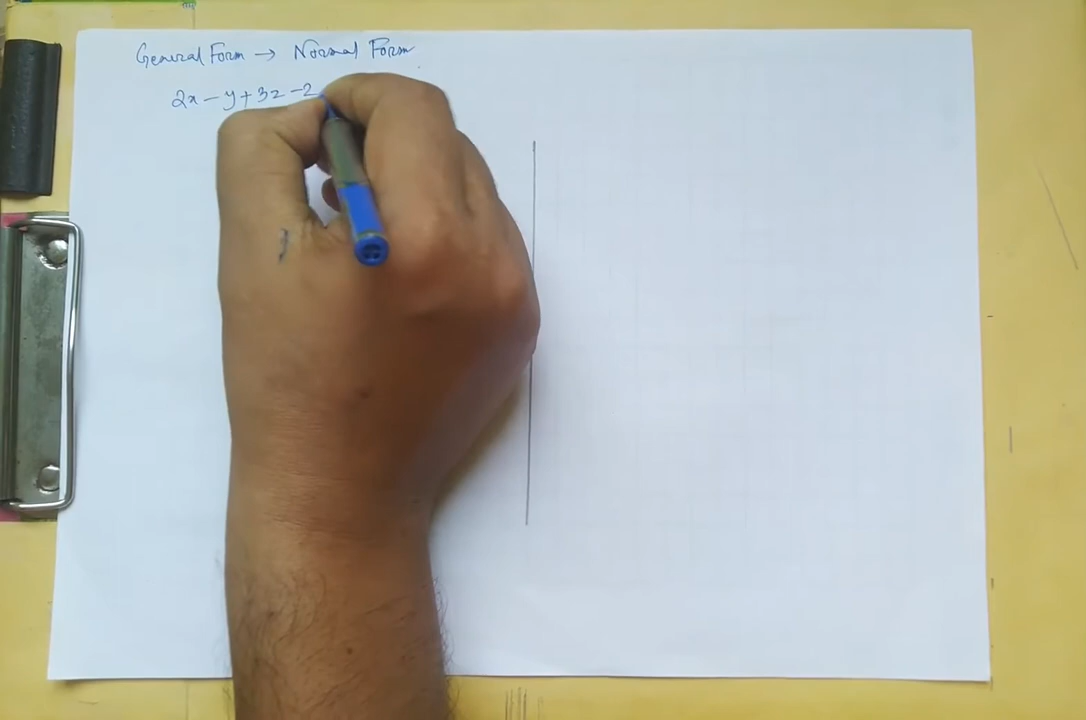 General Form → Normal Form
2x - y + 3z - 2